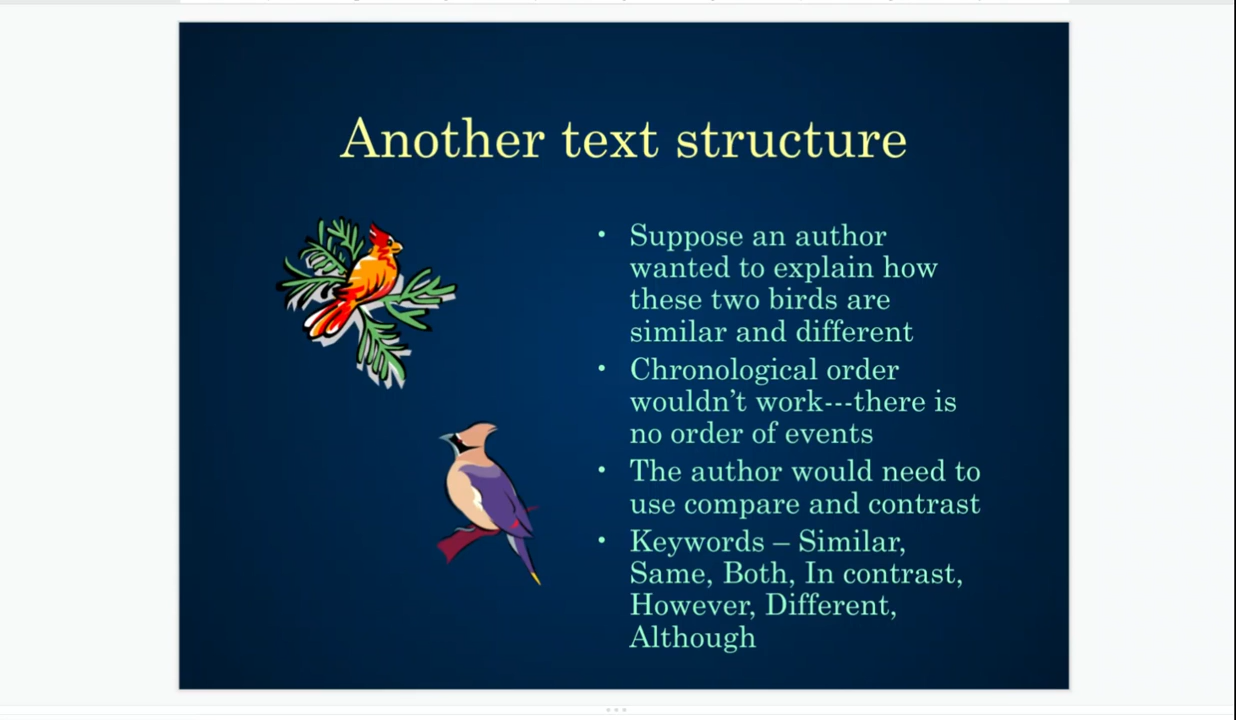 Another text structure
• Suppose an author
wanted to explain how
these two birds are
similar and different
• Chronological order
wouldn’t work---there is
no order of events
• The author would need to
use compare and contrast
• Keywords – Similar,
Same, Both, In contrast,
However, Different,
Although